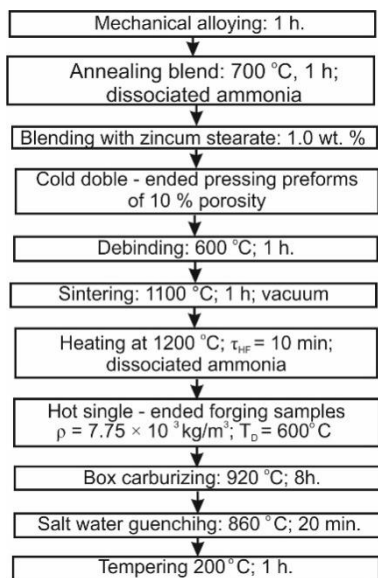 Mechanical alloying: 1 h.
Annealing blend: 700 °C, 1 h;
dissociated ammonia
Blending with zincum stearate: 1.0 wt. %
Cold doble - ended pressing preforms
of 10 % porosity
Debinding: 600 °C; 1 h.
Sintering: 1100 °C; 1 h; vacuum
Heating at 1200 °C; τHF = 10 min;
dissociated ammonia
Hot single - ended forging samples
ρ = 7.75 × 10 ³ kg/m³; TD = 600°C
Box carburizing: 920 °C; 8h.
Salt water guenchihg: 860 °C; 20 min.
Tempering 200°C; 1 h.